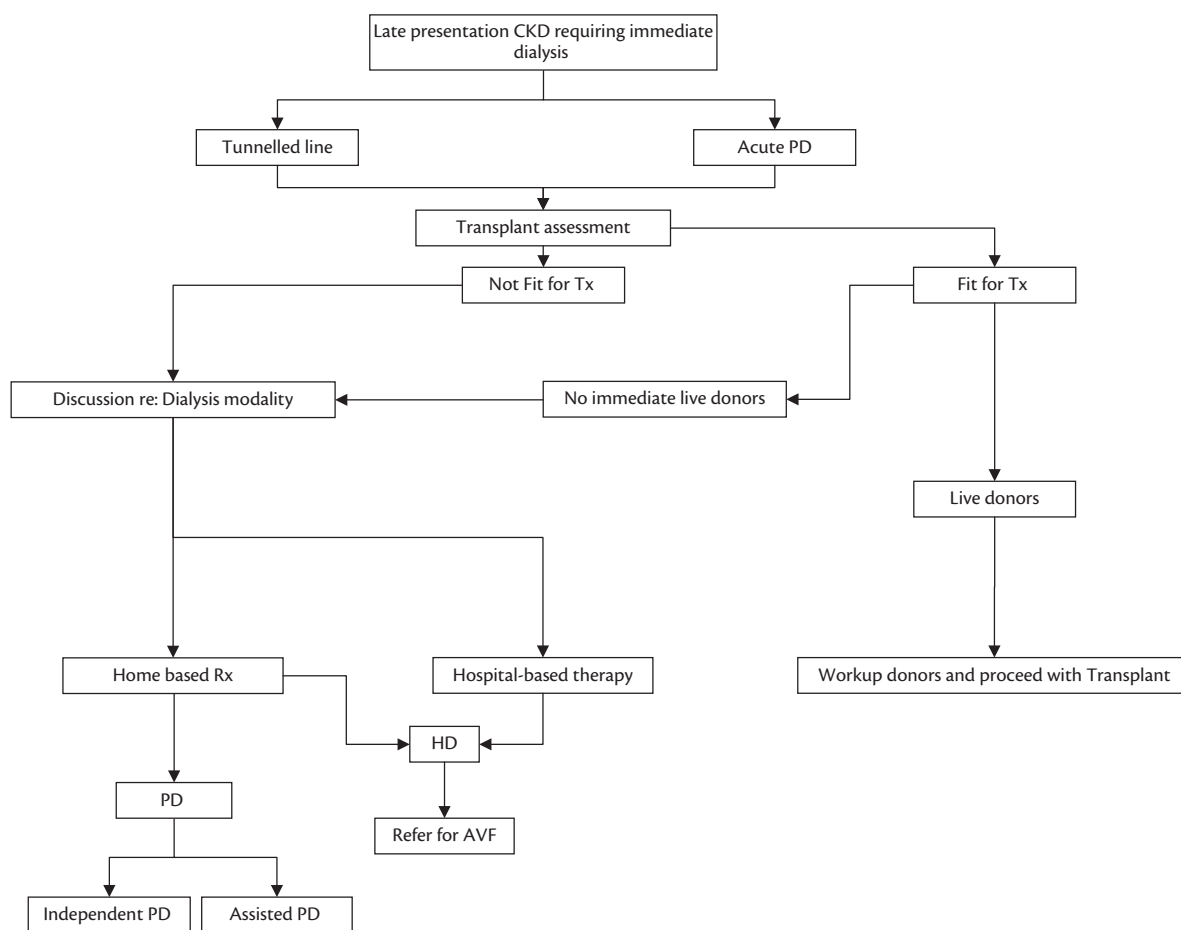 Late presentation CKD requiring immediate
dialysis
Tunnelled line
Acute PD
Transplant assessment
Not Fit for Tx
Fit for Tx
Discussion re: Dialysis modality
No immediate live donors
Live donors
Home based Rx
Hospital-based therapy
Workup donors and proceed with Transplant
HD
PD
Refer for AVF
Independent PD
Assisted PD